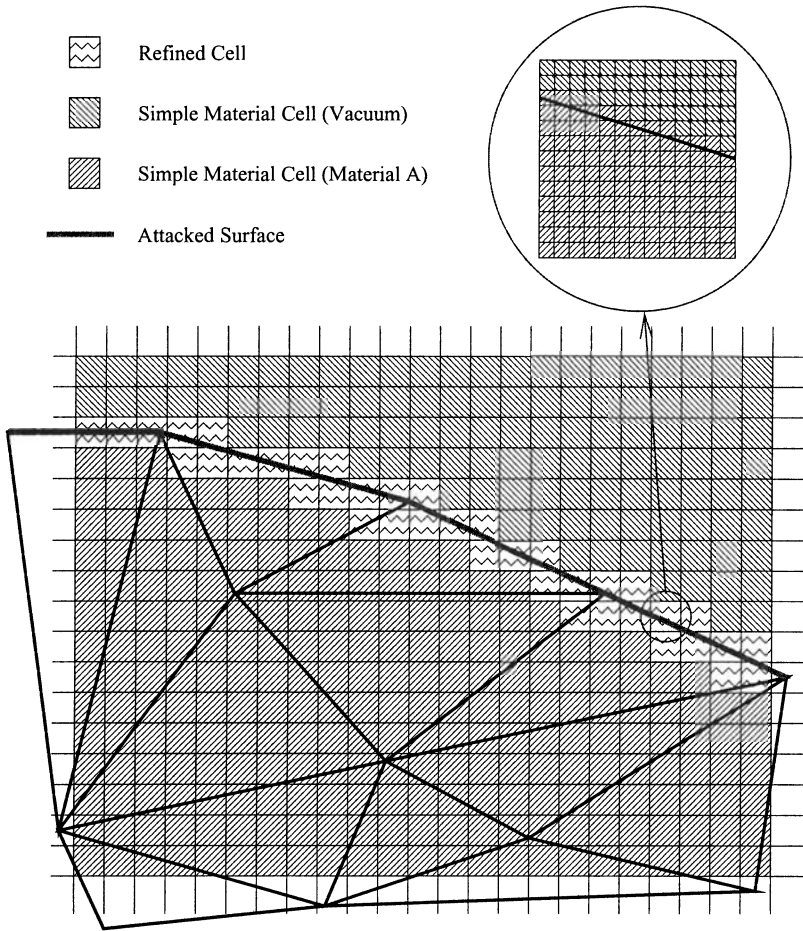 Refined Cell
Simple Material Cell (Vacuum)
Simple Material Cell (Material A)
Attacked Surface